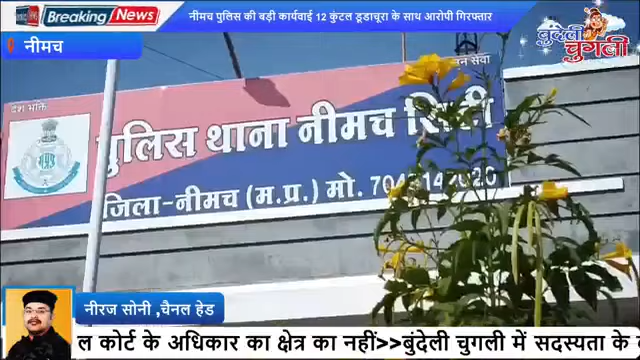 Breaking News
नीमच पुलिस की बड़ी कार्यवाई 12 कुंटल डूडाचूरा के साथ आरोपी गिरफ्तार
बुंदेली
चुगली
नीमच
देश भक्ति
सेवा
पुलिस थाना नीमच सिटी
जिला-नीमच (म.प्र.) मो.
नीरज सोनी ,चैनल हेड
ल कोर्ट के अधिकार का क्षेत्र का नहीं>>बुंदेली चुगली में सदस्यता के